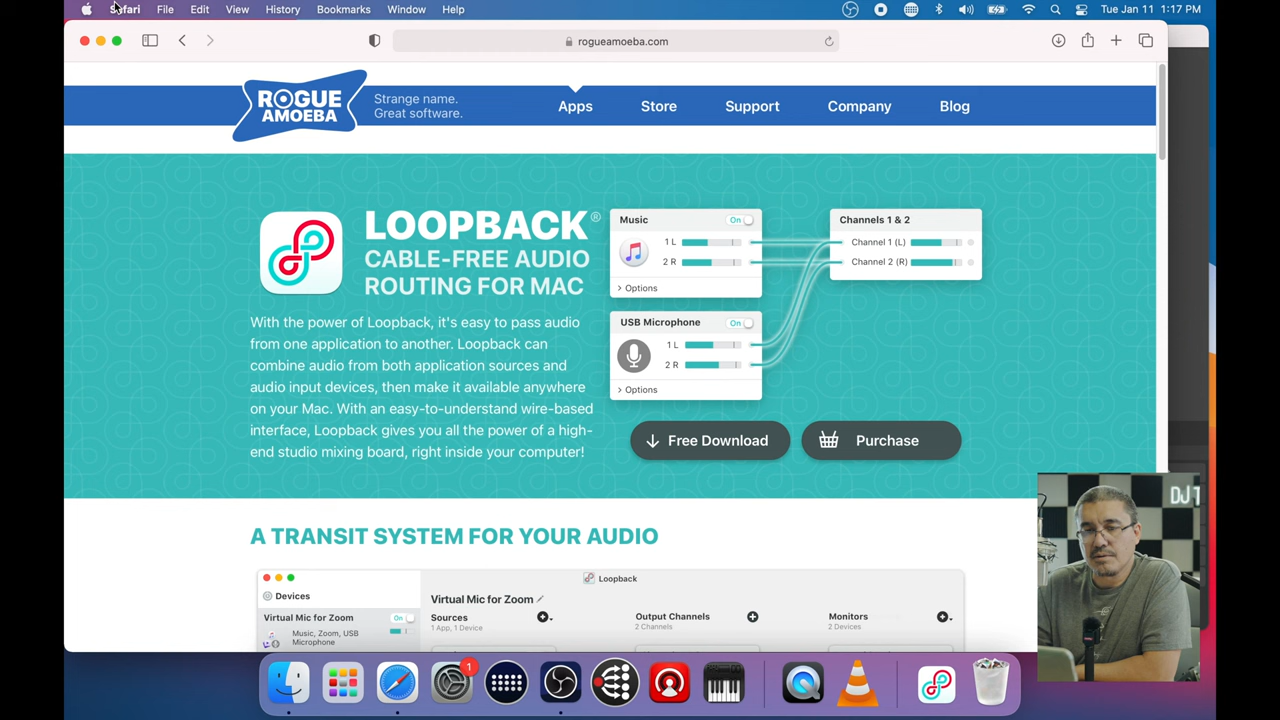 Safari File Edit View History Bookmarks Window Help Tue Jan 11 1:17 PM
rogueamoeba.com
ROGUE AMOEBA
Strange name.
Great software.
Apps Store Support Company Blog
LOOPBACK®
CABLE-FREE AUDIO
ROUTING FOR MAC
With the power of Loopback, it's easy to pass audio
from one application to another. Loopback can
combine audio from both application sources and
audio input devices, then make it available anywhere
on your Mac. With an easy-to-understand wire-based
interface, Loopback gives you all the power of a high-
end studio mixing board, right inside your computer!
Music On
1 L
2 R
> Options
USB Microphone On
1 L
2 R
> Options
Channels 1 & 2
Channel 1 (L)
Channel 2 (R)
Free Download
Purchase
A TRANSIT SYSTEM FOR YOUR AUDIO
Loopback
Devices
Virtual Mic for Zoom On
Music, Zoom, USB
Microphone
Virtual Mic for Zoom
Sources
1 App, 1 Device
Output Channels
2 Channels
Monitors
2 Devices
DJ T
1